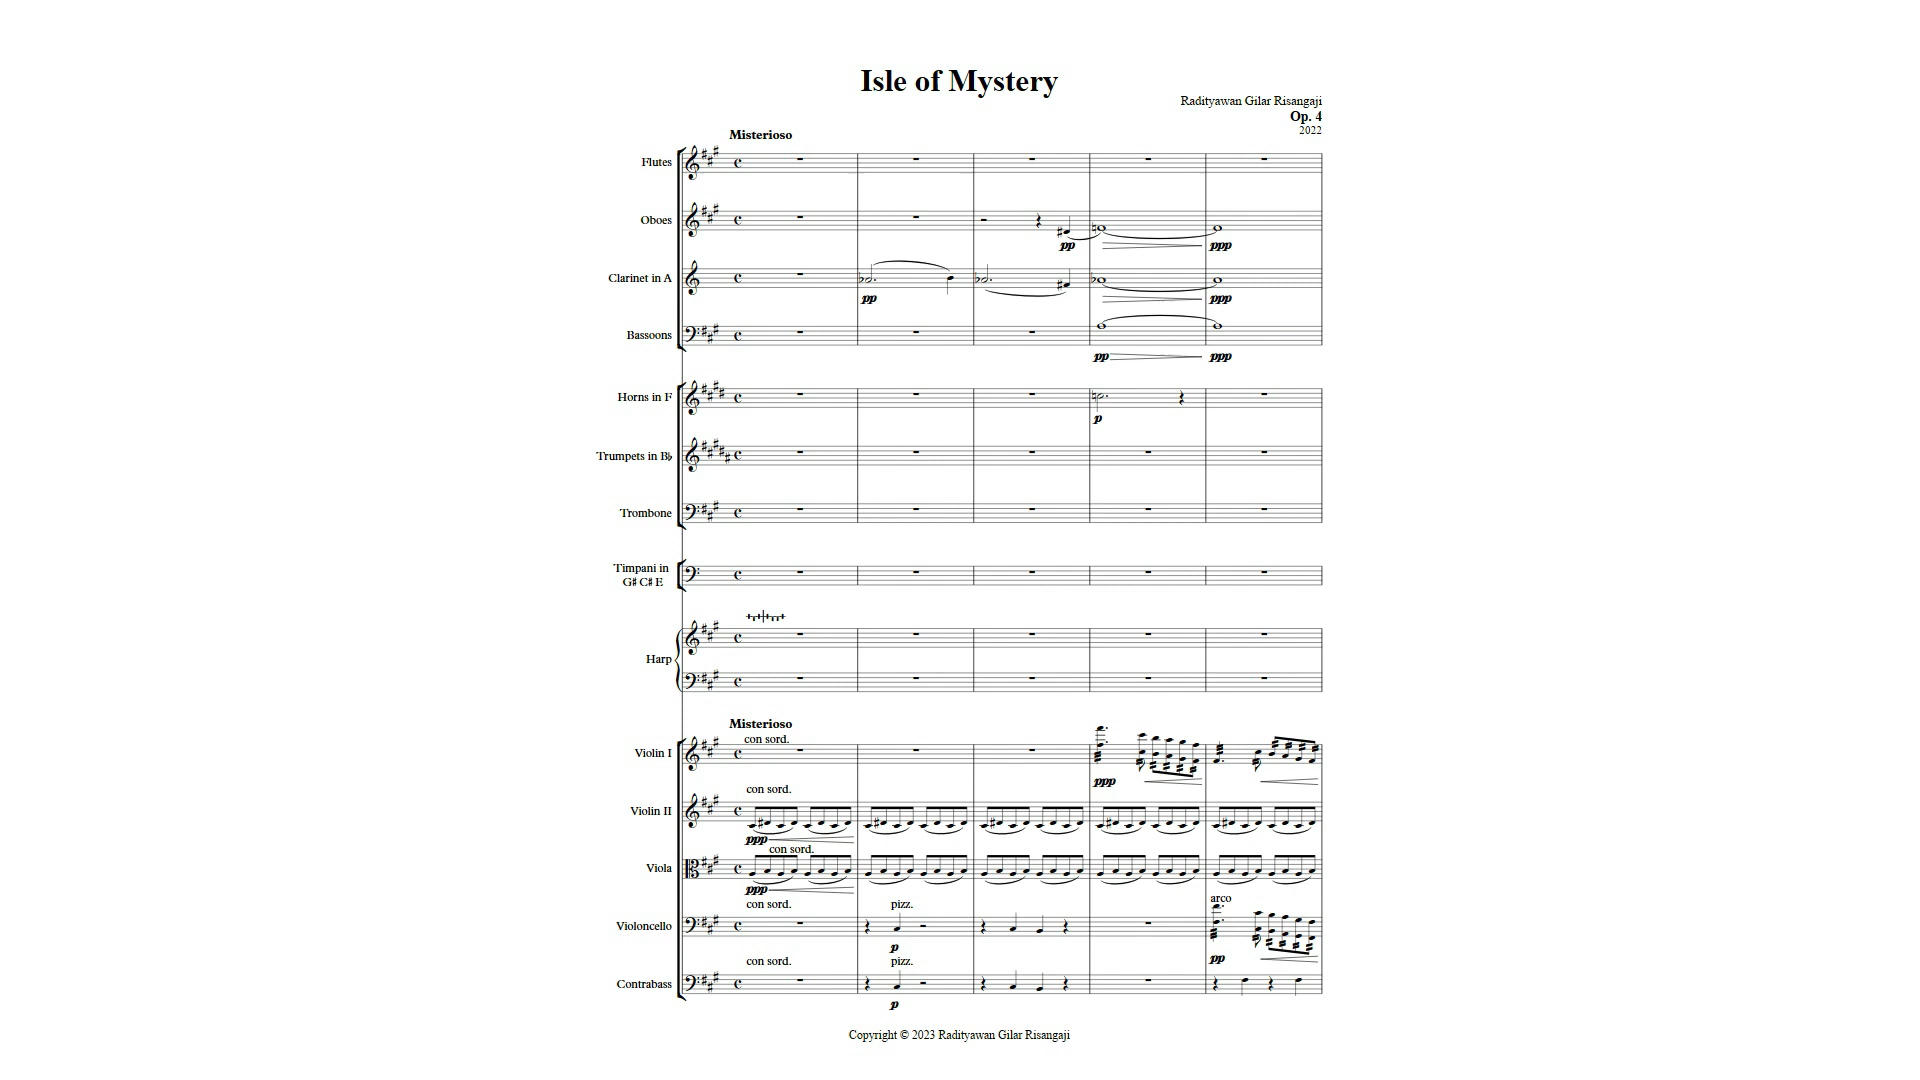 Isle of Mystery
Radityawan Gilar Risangaji
Op. 4
2022
Misterioso
Flutes
Oboes
pp
ppp
Clarinet in A
pp
ppp
Bassoons
pp
ppp
Horns in F
p
Trumpets in B♭
Trombone
Timpani in
G♯ C♯ E
Harp
Misterioso
con sord.
Violin I
ppp
con sord.
Violin II
ppp
con sord.
Viola
ppp
con sord.
pizz.
arco
Violoncello
p
pp
con sord.
pizz.
Contrabass
p
Copyright © 2023 Radityawan Gilar Risangaji